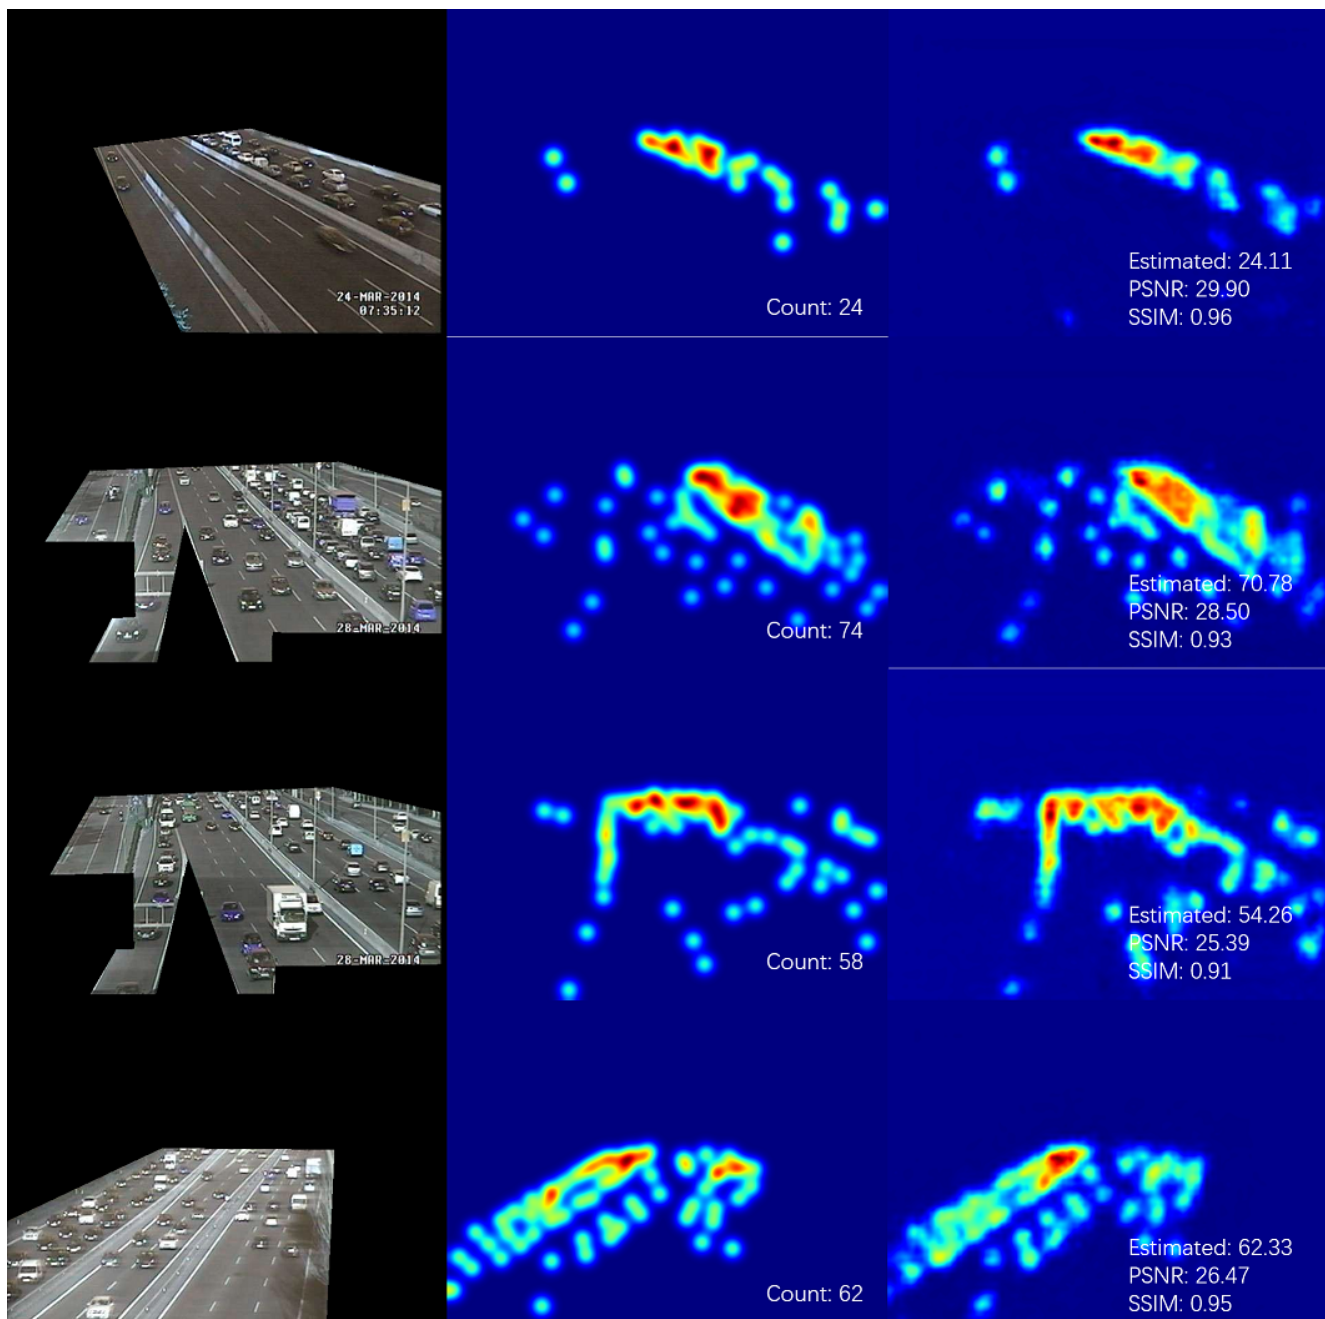 24-MAR-2014
07:35:12
Count: 24
Estimated: 24.11
PSNR: 29.90
SSIM: 0.96
28-MAR-2014
Count: 74
Estimated: 70.78
PSNR: 28.50
SSIM: 0.93
28-MAR-2014
Count: 58
Estimated: 54.26
PSNR: 25.39
SSIM: 0.91
Count: 62
Estimated: 62.33
PSNR: 26.47
SSIM: 0.95